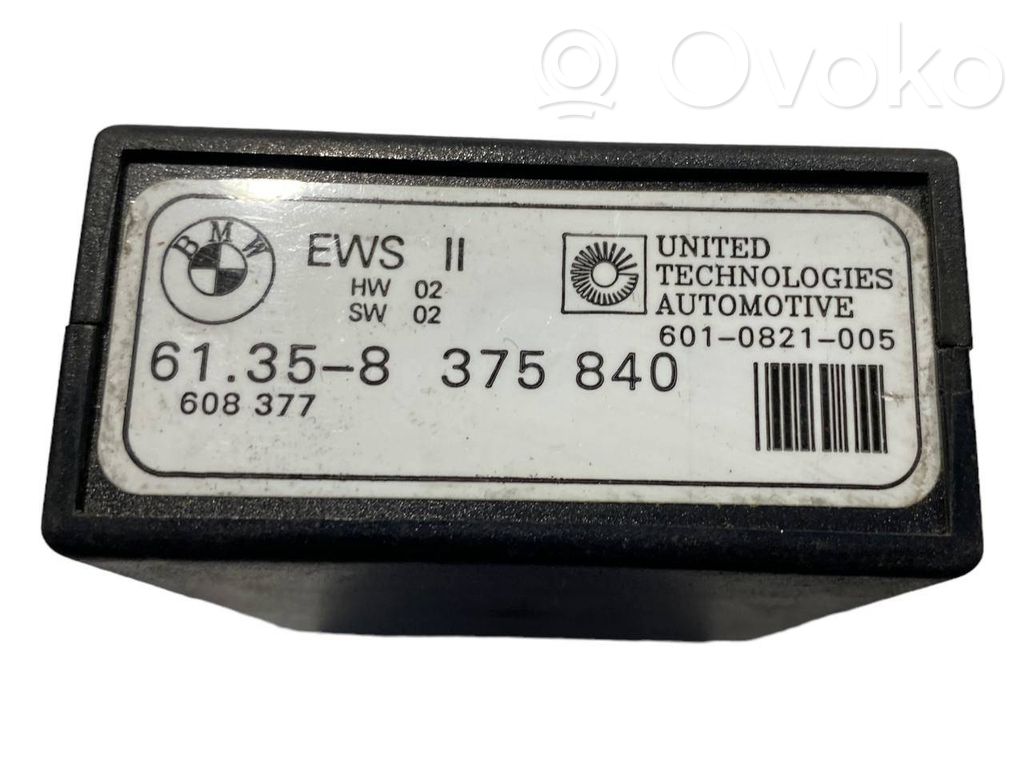 Ovoko
BMW
EWS II
HW 02
SW 02
UNITED
TECHNOLOGIES
AUTOMOTIVE
601-0821-005
61.35-8 375 840
608 377